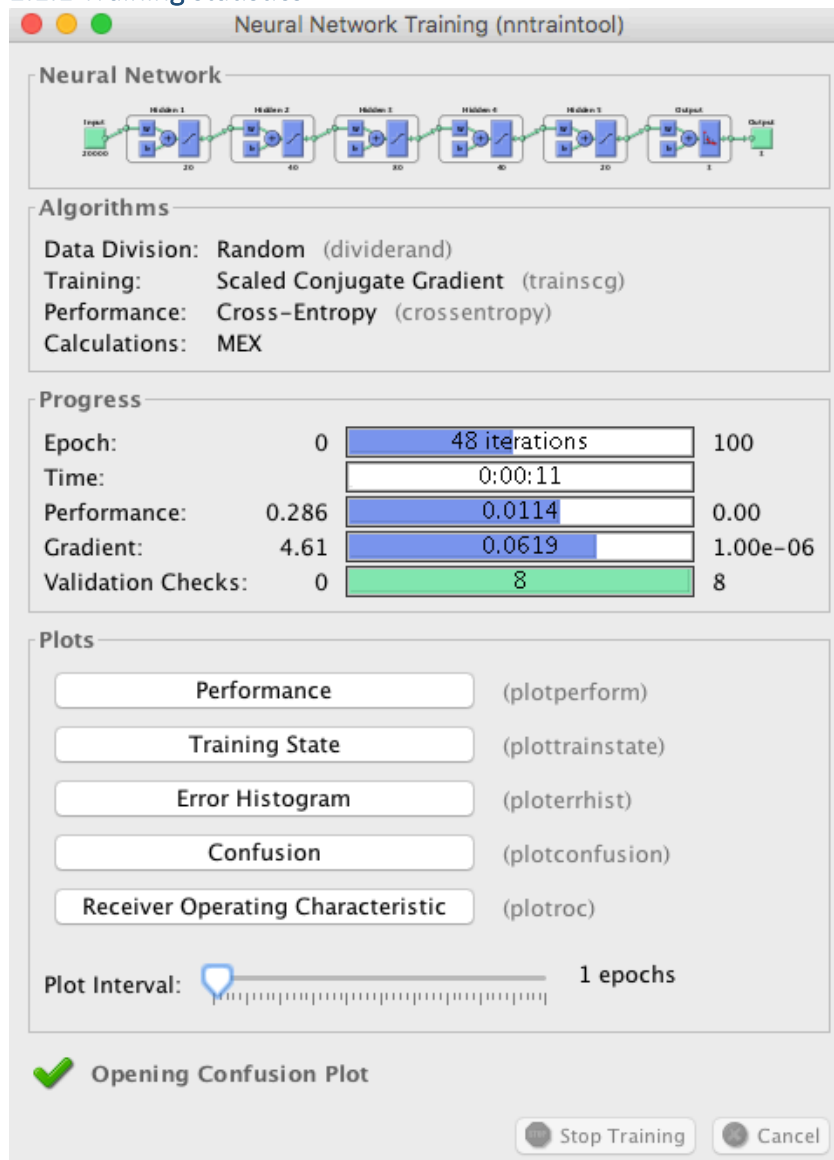 Neural Network Training (nntraintool)
Neural Network
Hidden 1 Hidden 2 Hidden 3 Hidden 4 Hidden 5 Output
Input Output
W W W W W W
b b b b b b
20000 20 40 80 40 20 1 1
Algorithms
Data Division: Random (dividerand)
Training: Scaled Conjugate Gradient (trainscg)
Performance: Cross-Entropy (crossentropy)
Calculations: MEX
Progress
Epoch: 0 48 iterations 100
Time: 0:00:11
Performance: 0.286 0.0114 0.00
Gradient: 4.61 0.0619 1.00e-06
Validation Checks: 0 8 8
Plots
Performance (plotperform)
Training State (plottrainstate)
Error Histogram (ploterrhist)
Confusion (plotconfusion)
Receiver Operating Characteristic (plotroc)
Plot Interval: 1 epochs
Opening Confusion Plot
Stop Training Cancel